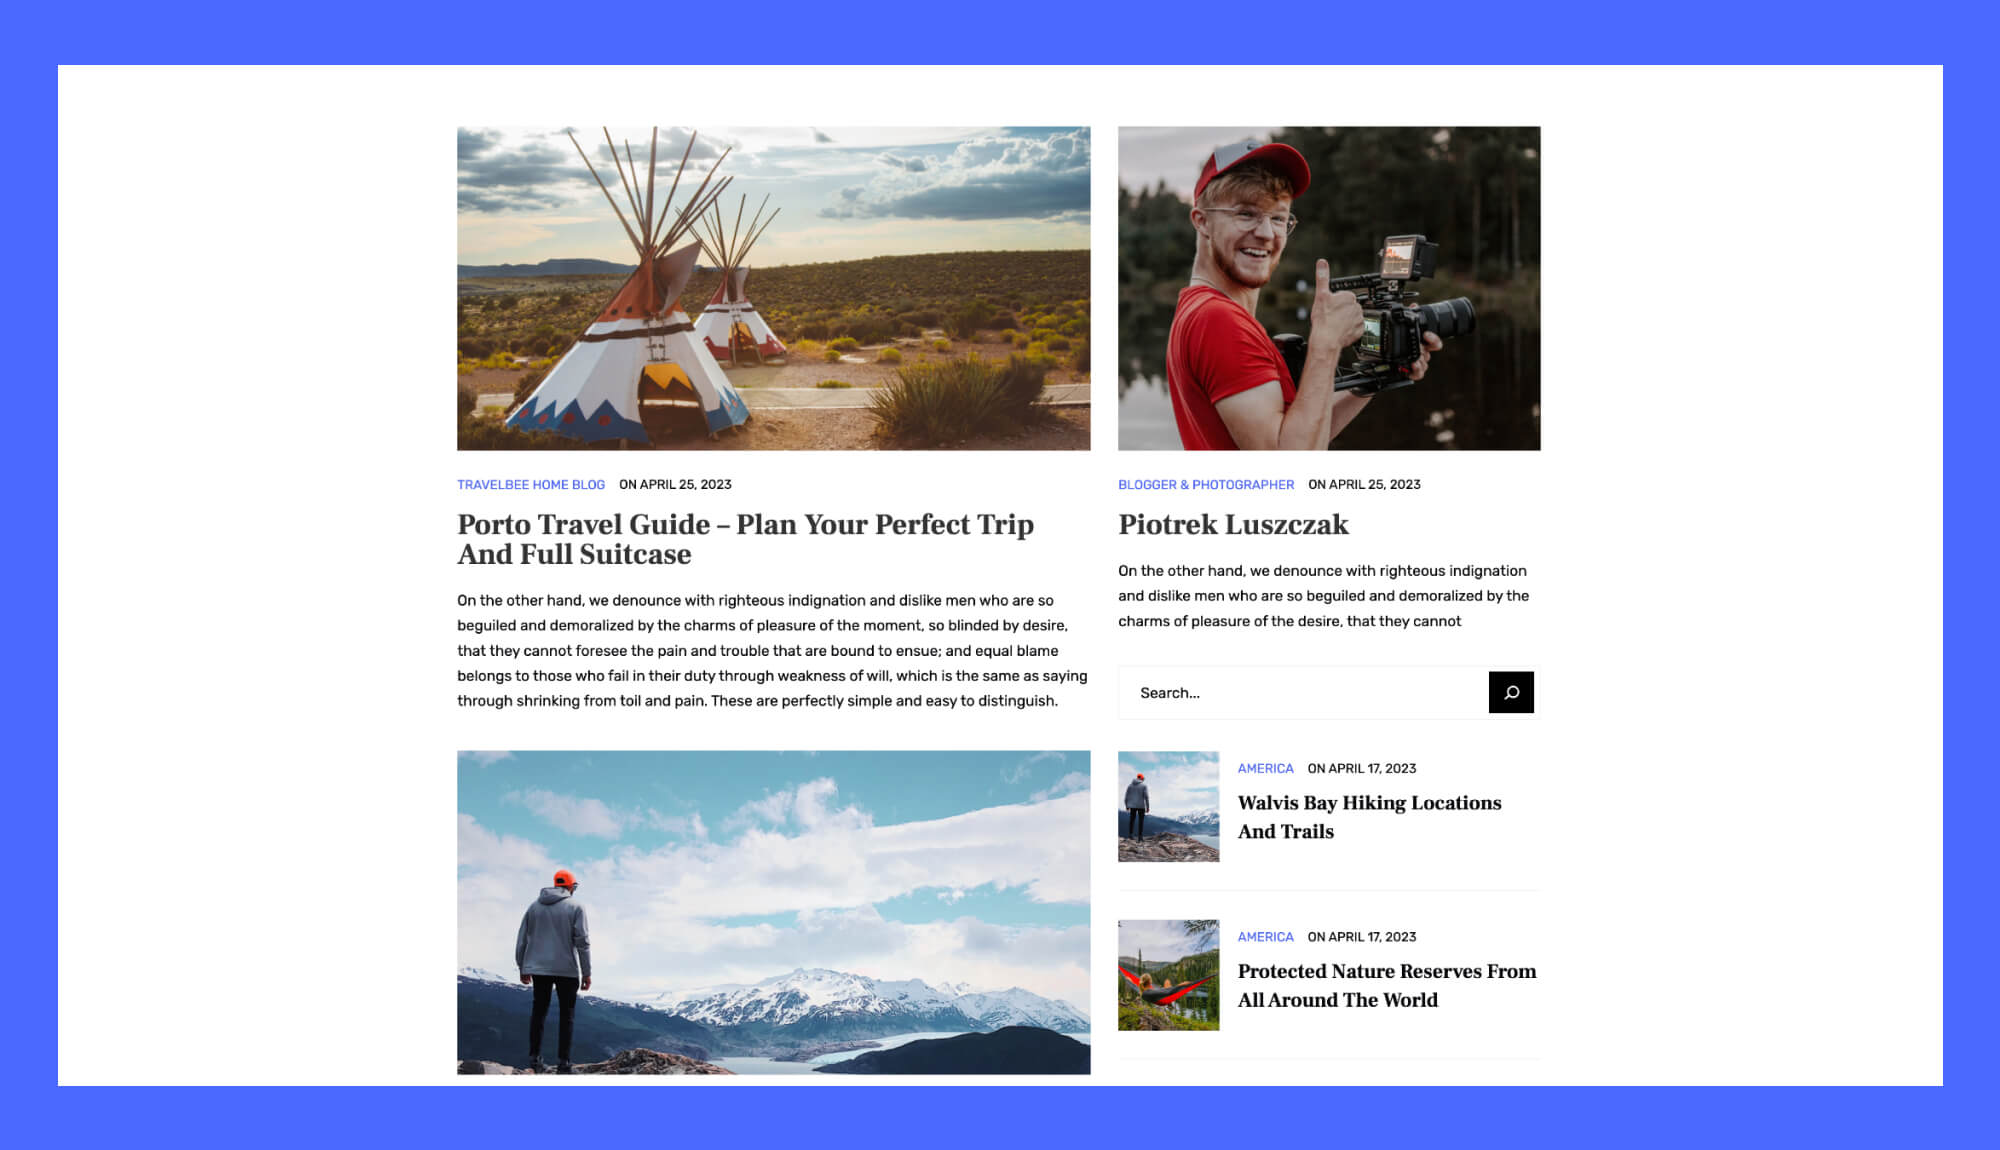 TRAVELBEE HOME BLOG ON APRIL 25, 2023
Porto Travel Guide – Plan Your Perfect Trip
And Full Suitcase
On the other hand, we denounce with righteous indignation and dislike men who are so
beguiled and demoralized by the charms of pleasure of the moment, so blinded by desire,
that they cannot foresee the pain and trouble that are bound to ensue; and equal blame
belongs to those who fail in their duty through weakness of will, which is the same as saying
through shrinking from toil and pain. These are perfectly simple and easy to distinguish.
BLOGGER & PHOTOGRAPHER ON APRIL 25, 2023
Piotrek Luszczak
On the other hand, we denounce with righteous indignation
and dislike men who are so beguiled and demoralized by the
charms of pleasure of the desire, that they cannot
Search...
AMERICA ON APRIL 17, 2023
Walvis Bay Hiking Locations
And Trails
AMERICA ON APRIL 17, 2023
Protected Nature Reserves From
All Around The World